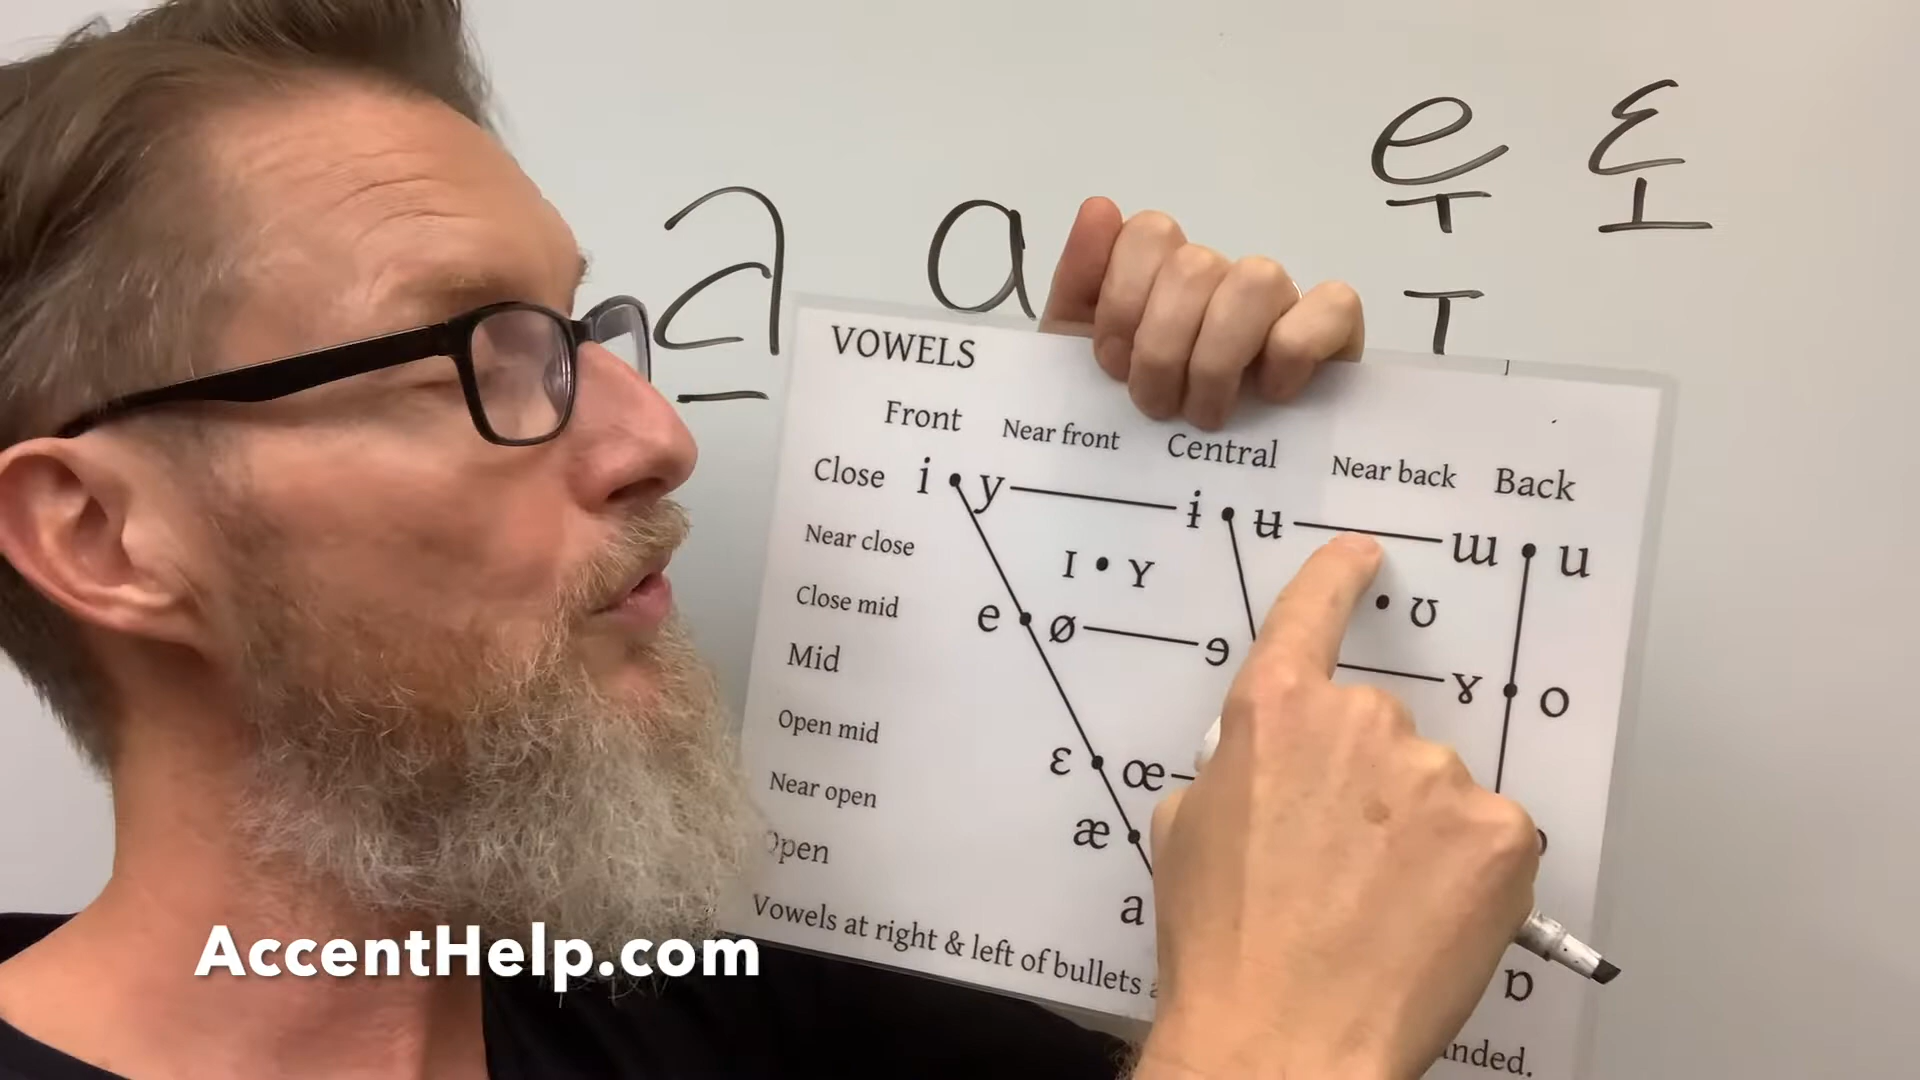 e̞ ɛ̝
a̠ ɑ
˕
VOWELS
Front Near front Central Near back Back
Close i • y ɨ • ʉ ɯ • u
Near close ɪ • ʏ • ʊ
Close mid e • ø ɘ ɤ • o
Mid
Open mid ɛ • œ
Near open æ •
Open a ɒ
Vowels at right & left of bullets
AccentHelp.com